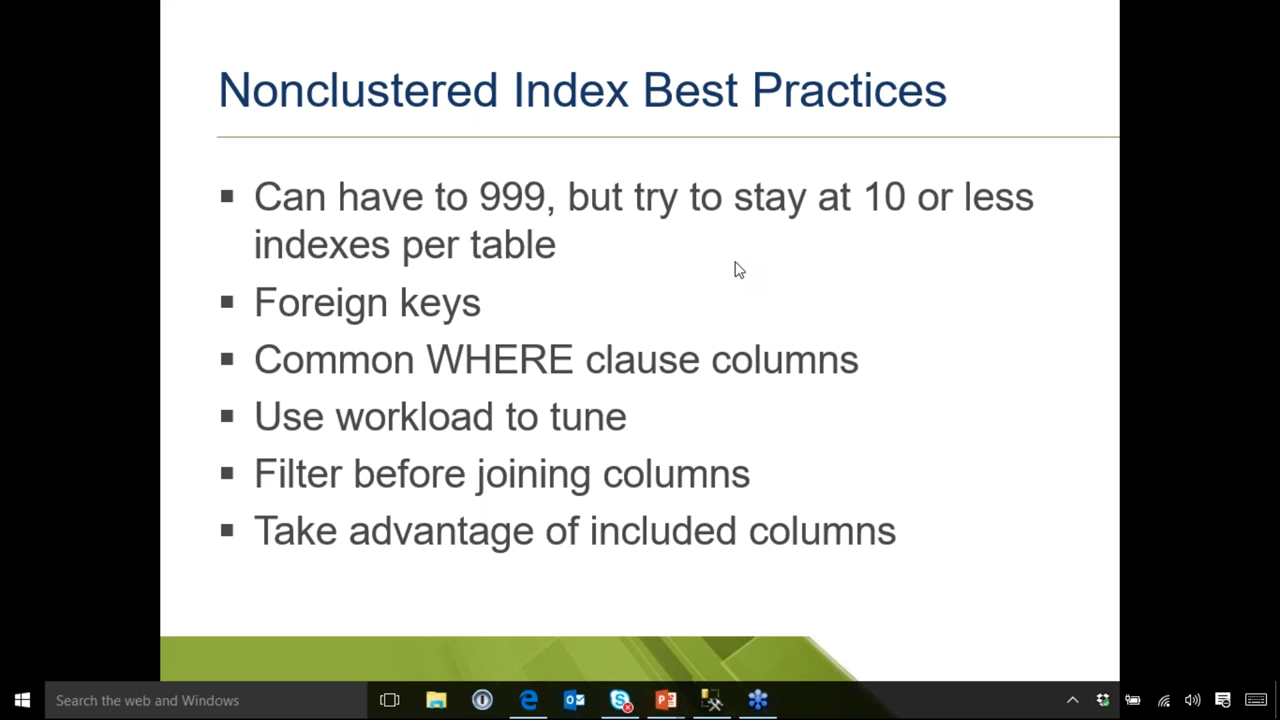 Nonclustered Index Best Practices
▪ Can have to 999, but try to stay at 10 or less
indexes per table
▪ Foreign keys
▪ Common WHERE clause columns
▪ Use workload to tune
▪ Filter before joining columns
▪ Take advantage of included columns
Search the web and Windows